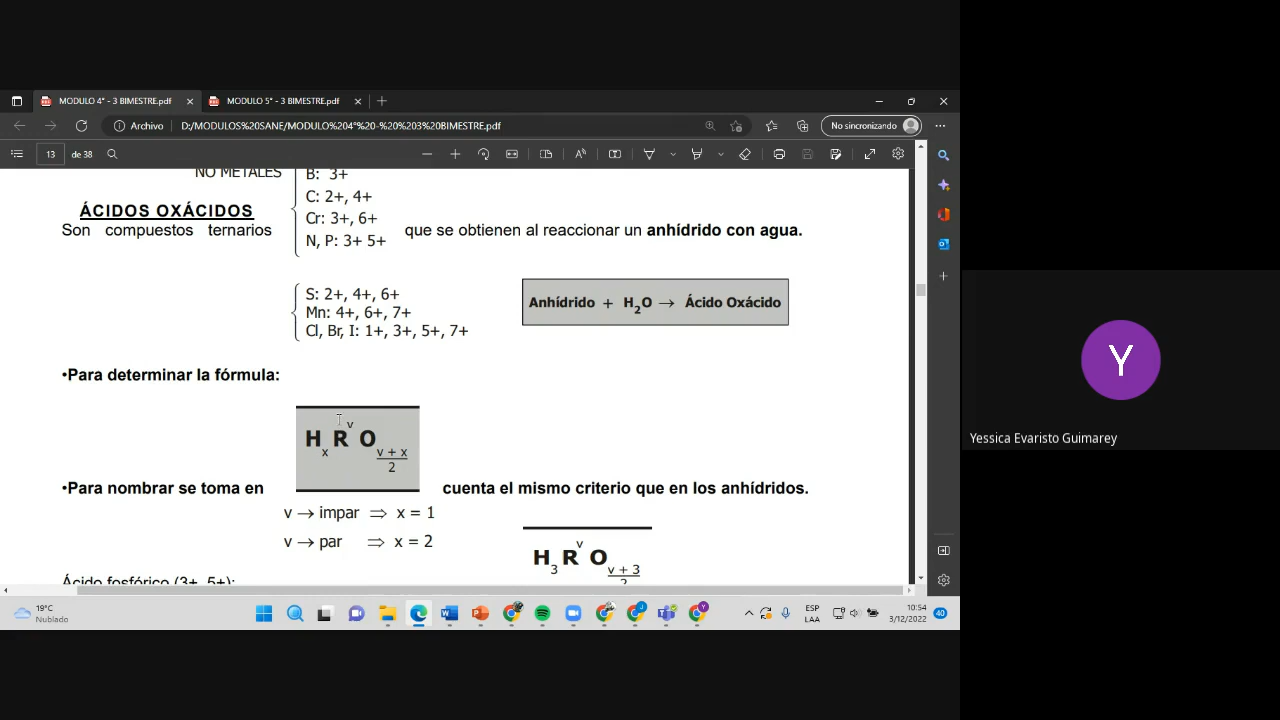 MODULO 4° - 3 BIMESTRE.pdf
MODULO 5° - 3 BIMESTRE.pdf
Archivo
D:/MODULOS%20SANE/MODULO%204°%20-%20%203%20BIMESTRE.pdf
No sincronizando
13 de 38
NO METALES
B: 3+
C: 2+, 4+
ÁCIDOS OXÁCIDOS
Cr: 3+, 6+
Son compuestos ternarios
N, P: 3+ 5+
que se obtienen al reaccionar un anhídrido con agua.
S: 2+, 4+, 6+
Mn: 4+, 6+, 7+
Cl, Br, I: 1+, 3+, 5+, 7+
Anhídrido + H2O → Ácido Oxácido
•Para determinar la fórmula:
v
HxRO
v + x
2
•Para nombrar se toma en
cuenta el mismo criterio que en los anhídridos.
v → impar ⇒ x = 1
v → par ⇒ x = 2
v
H3RO
v + 3
2
Ácido fosférico (3+, 5+):
Y
Yessica Evaristo Guimarey
19°C
Nublado
ESP
LAA
10:54
3/12/2022
40